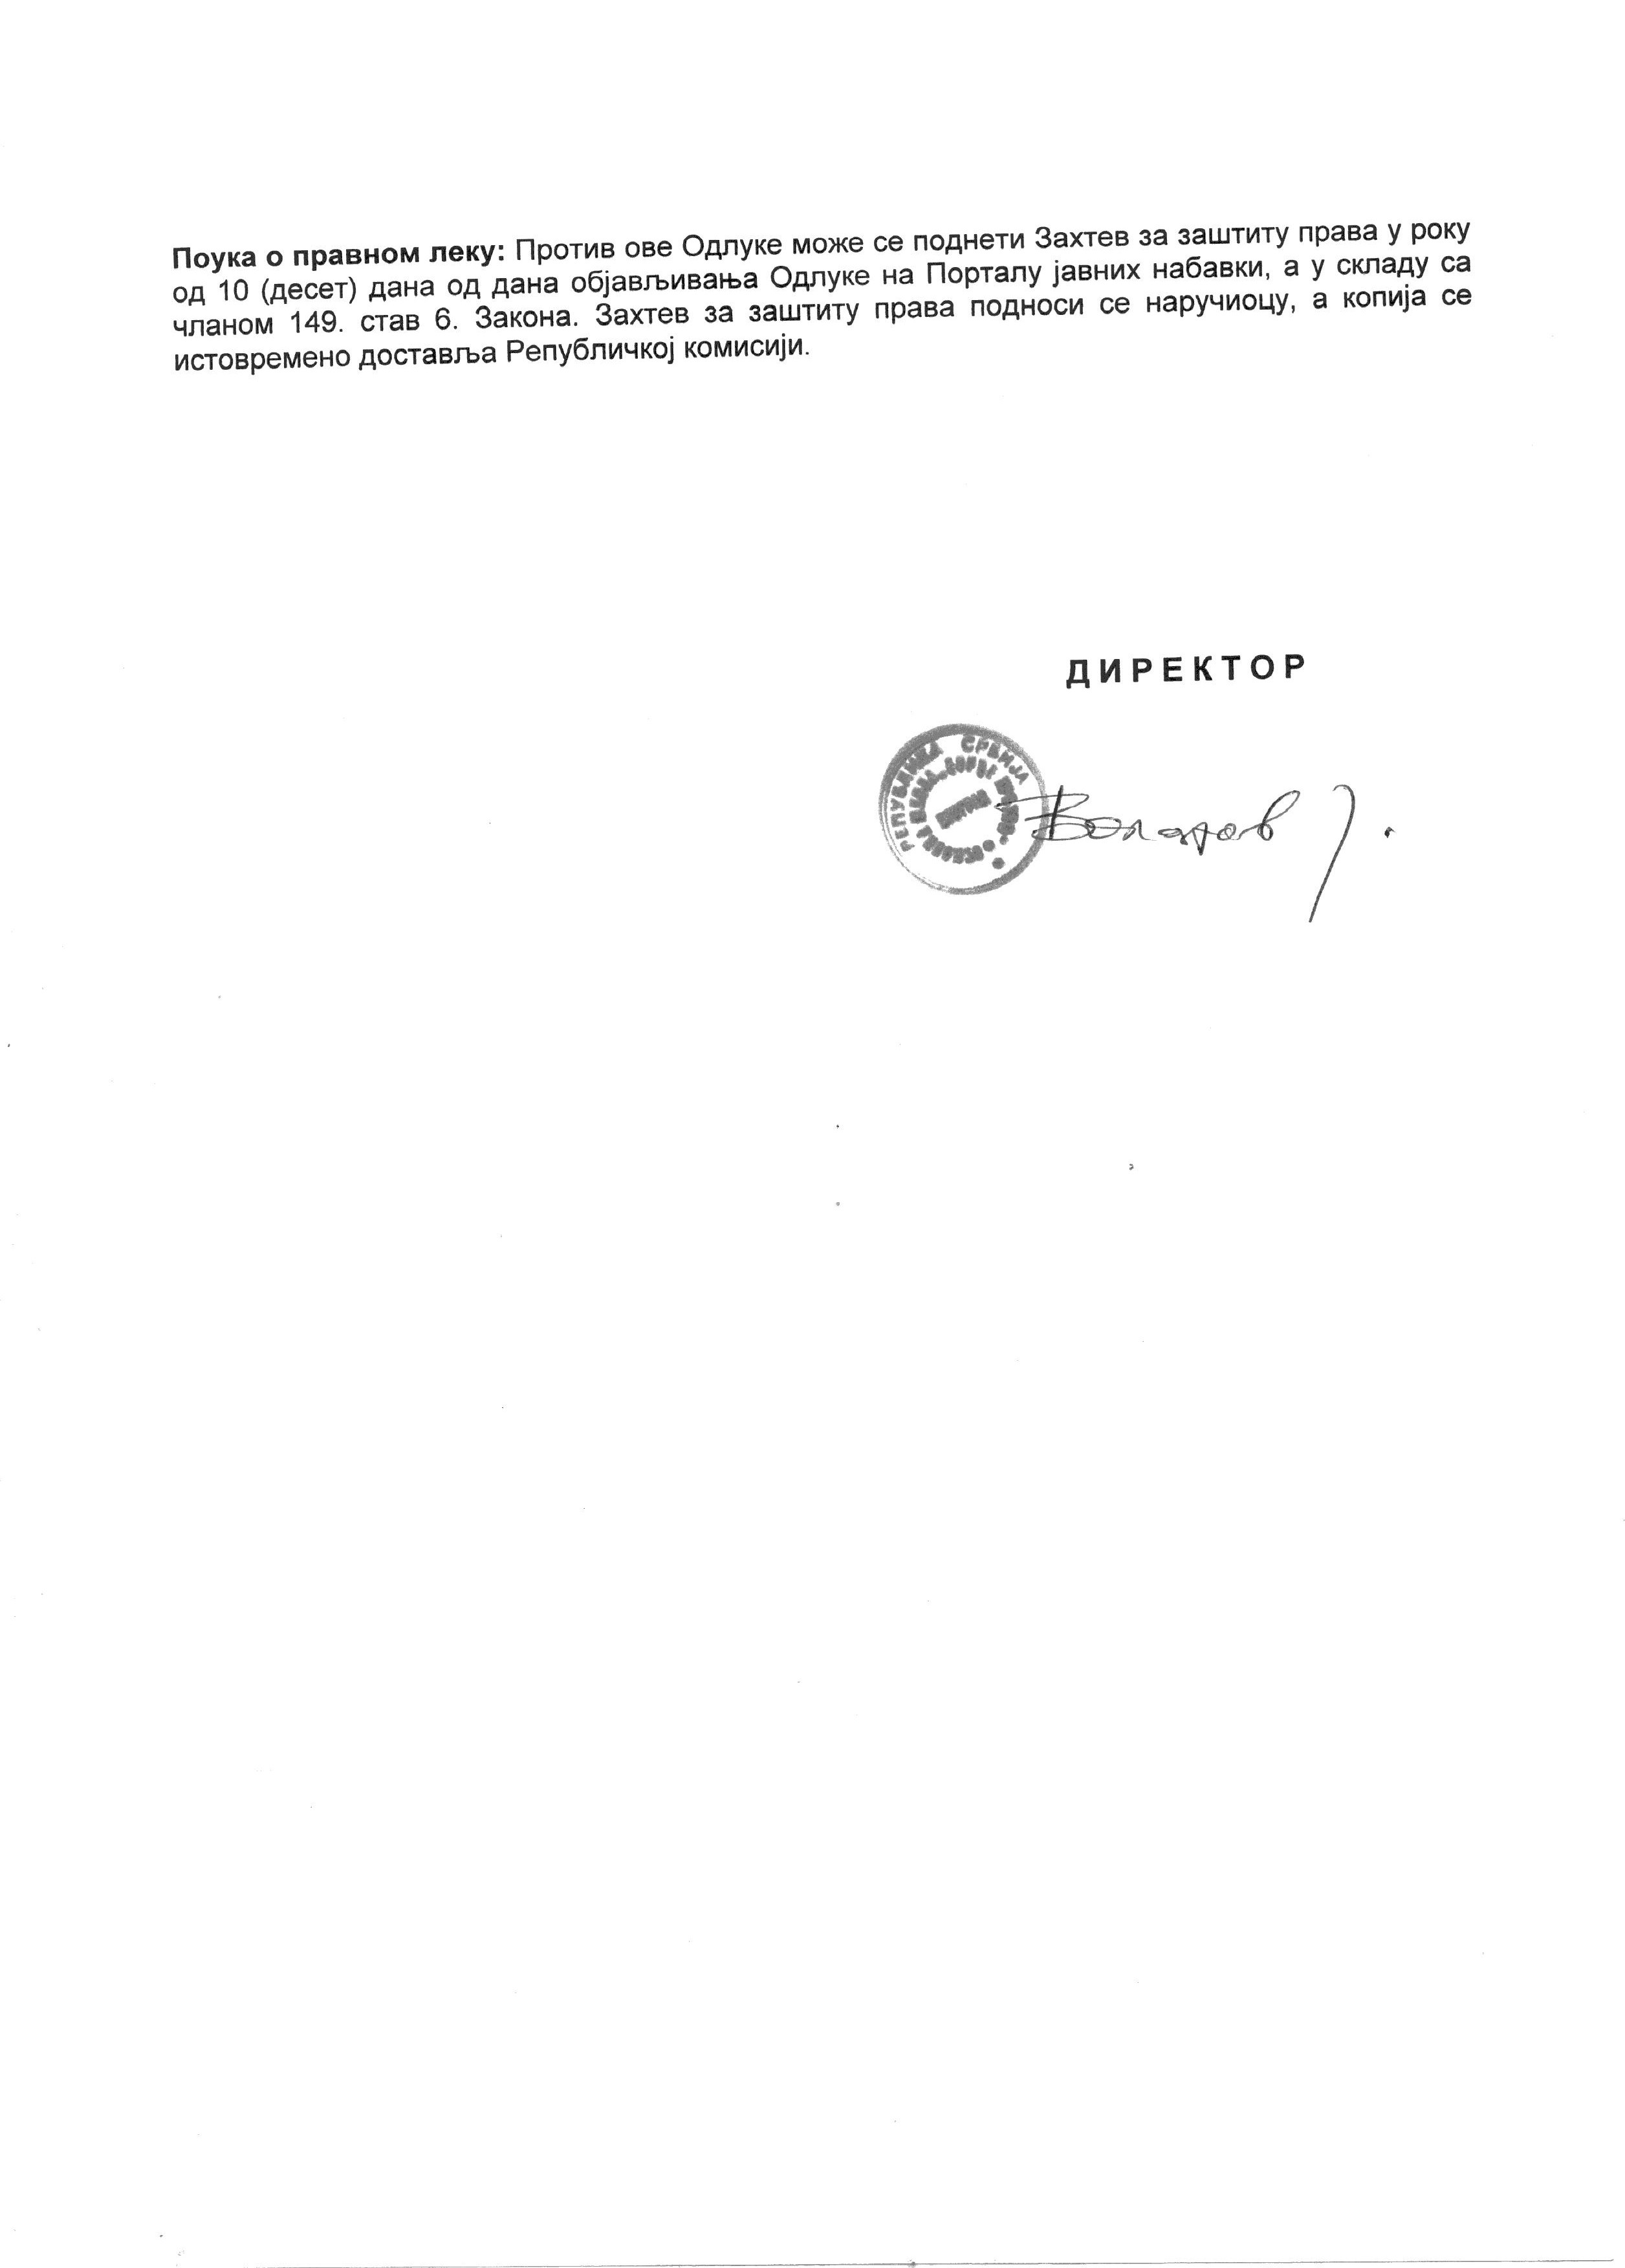 Поука о правном леку: Против ове Одлуке може се поднети Захтев за заштиту права у року
од 10 (десет) дана од дана објављивања Одлуке на Порталу јавних набавки, а у складу са
чланом 149. став 6. Закона. Захтев за заштиту права подноси се наручиоцу, а копија се
истовремено доставља Републичкој комисији.
ДИРЕКТОР
РЕПУБЛИКА СРБИЈА